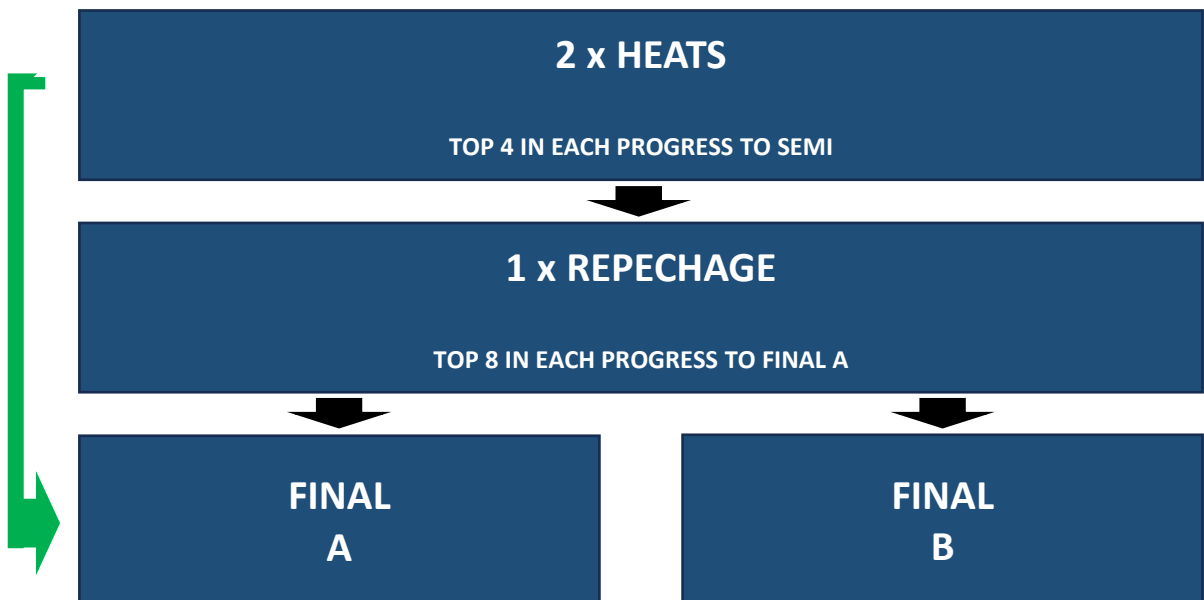 2 x HEATS
TOP 4 IN EACH PROGRESS TO SEMI
1 x REPECHAGE
TOP 8 IN EACH PROGRESS TO FINAL A
FINAL
A
FINAL
B